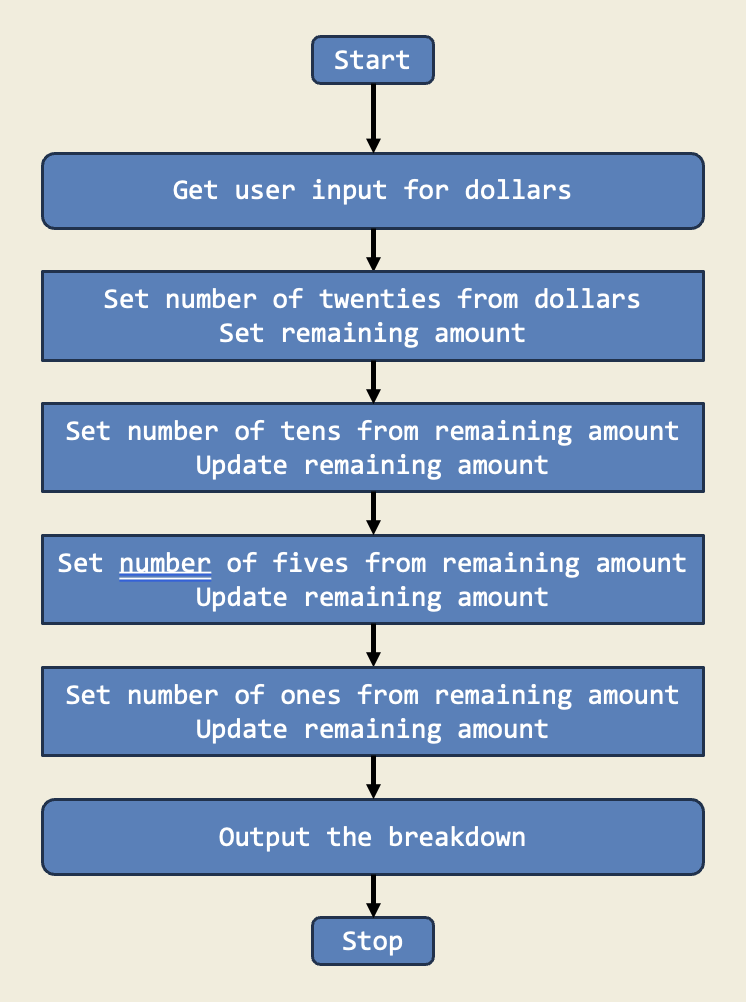 Start
Get user input for dollars
Set number of twenties from dollars
Set remaining amount
Set number of tens from remaining amount
Update remaining amount
Set number of fives from remaining amount
Update remaining amount
Set number of ones from remaining amount
Update remaining amount
Output the breakdown
Stop